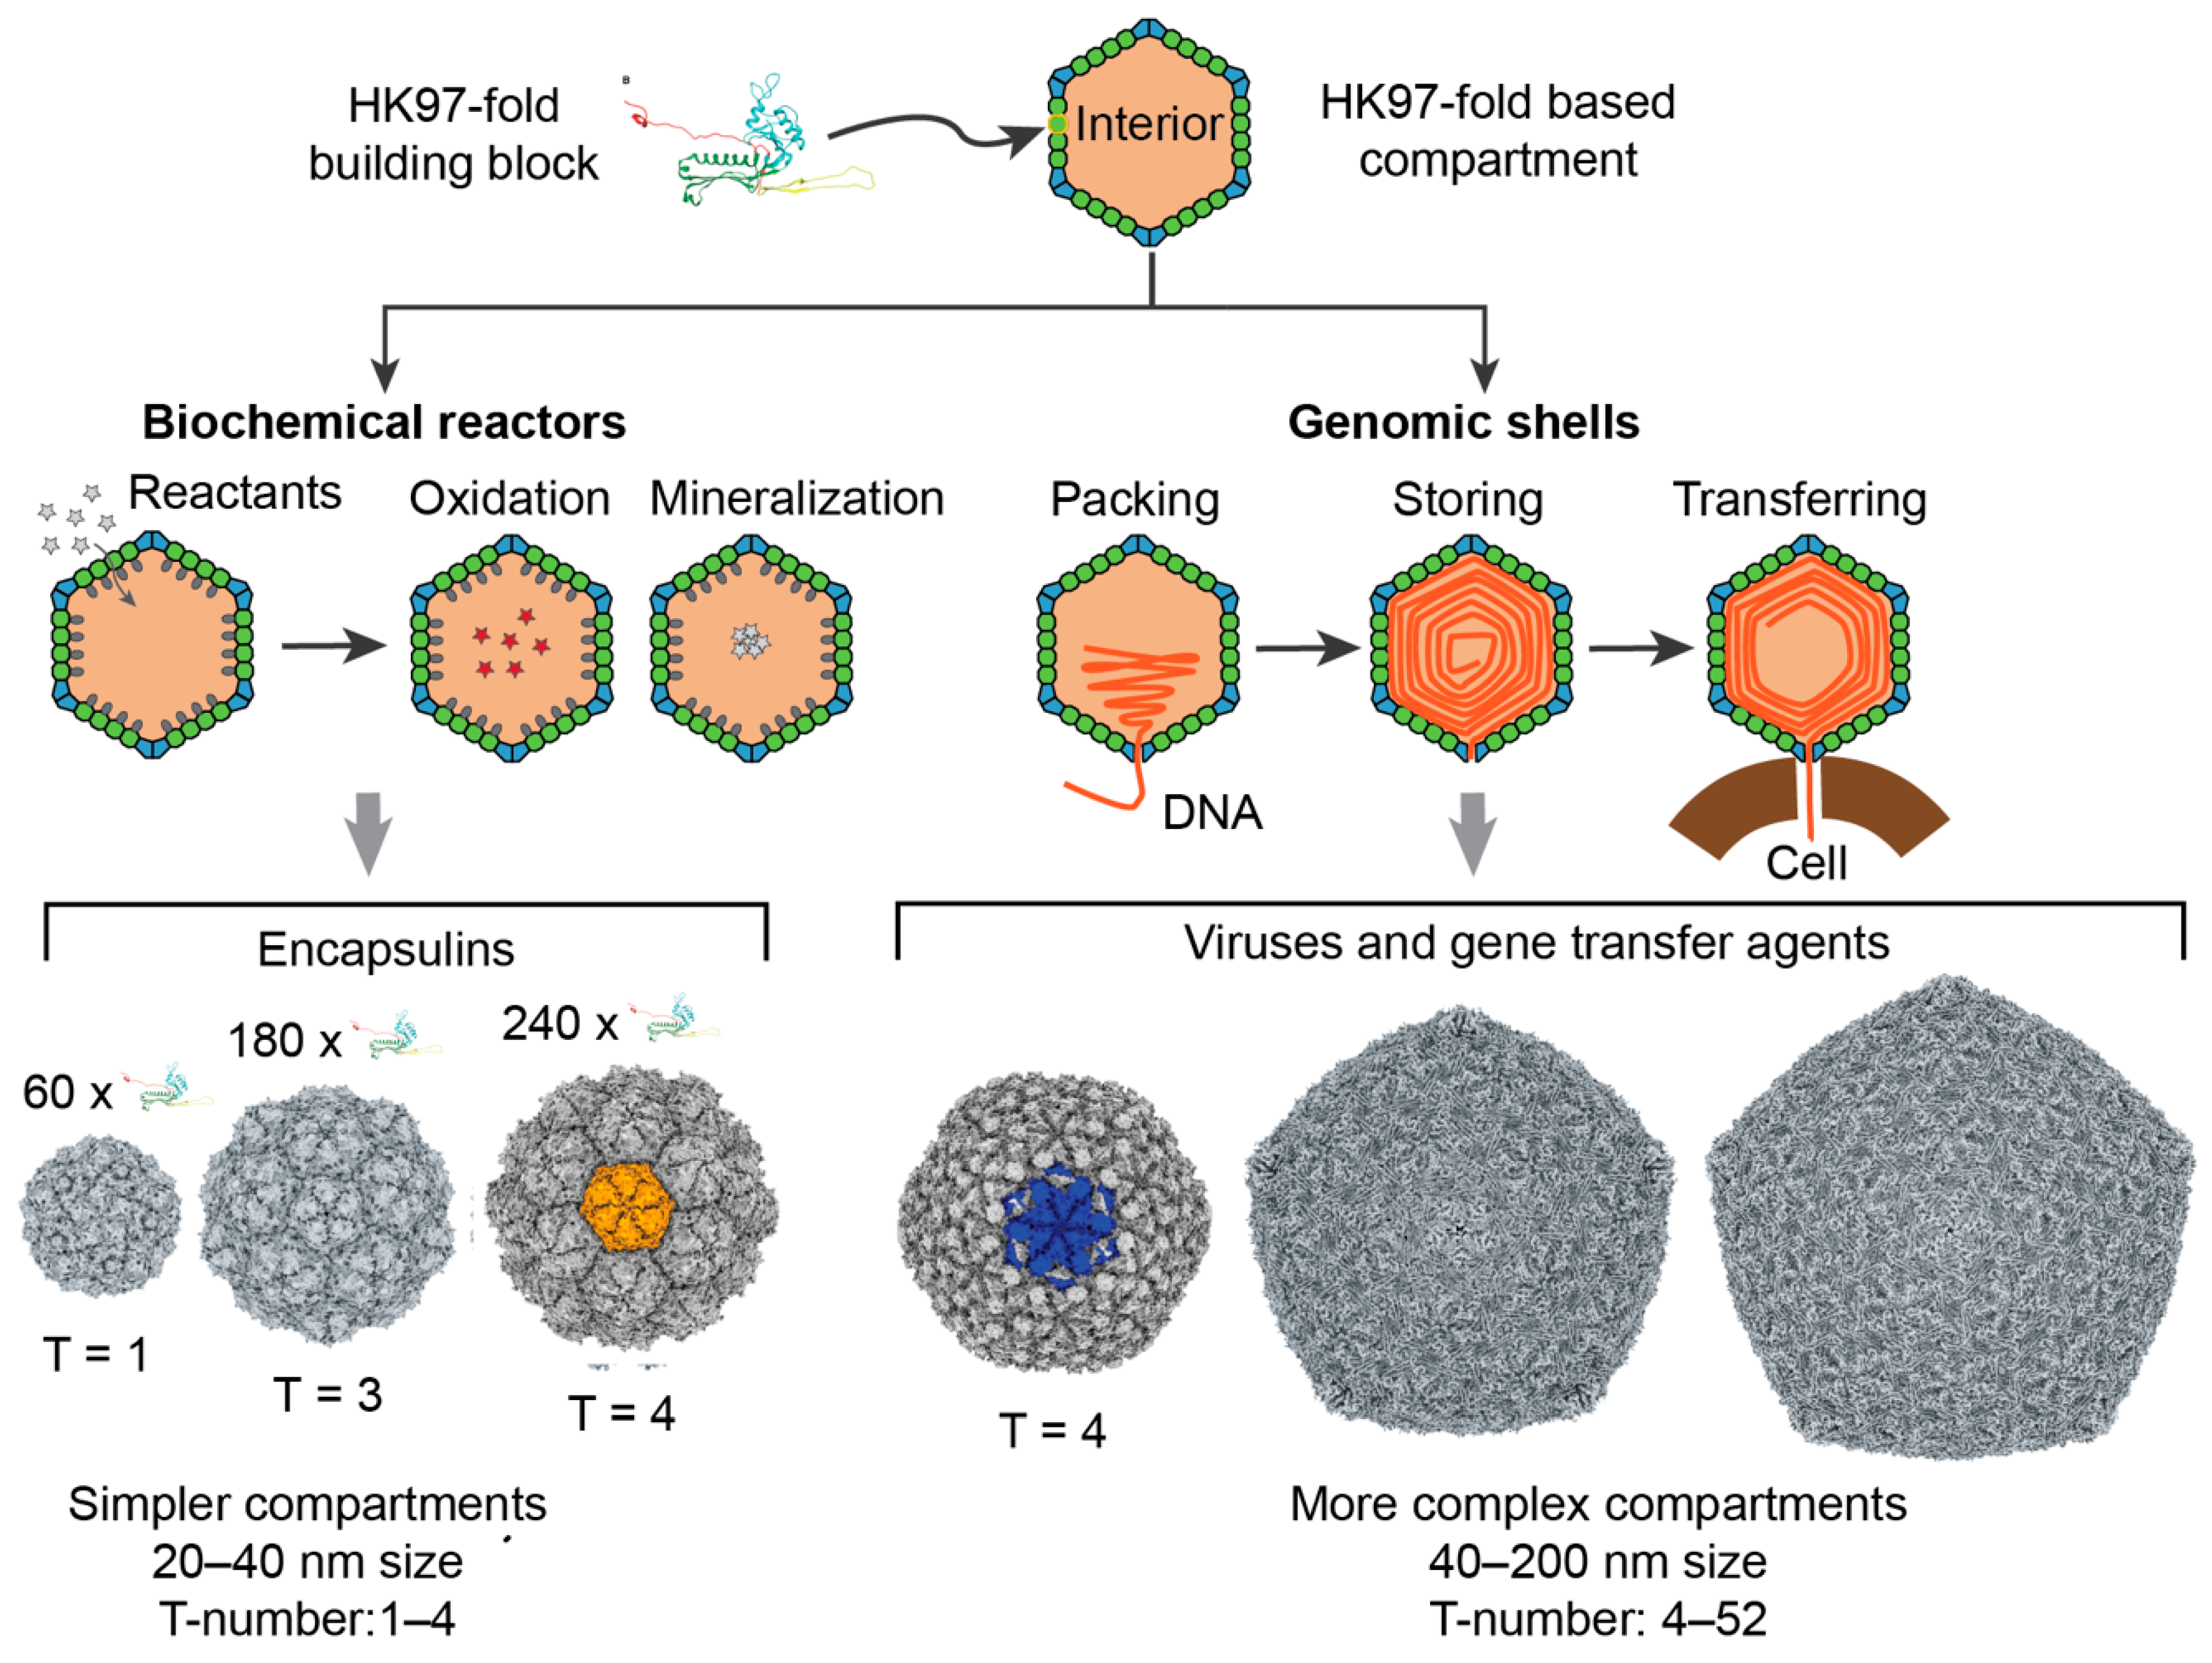 HK97-fold
building block
B
Interior
HK97-fold based
compartment
Biochemical reactors
Genomic shells
Reactants
Oxidation
Mineralization
Packing
Storing
Transferring
DNA
Cell
Encapsulins
Viruses and gene transfer agents
60 x
180 x
240 x
T = 1
T = 3
T = 4
T = 4
Simpler compartments
20–40 nm size
T-number:1–4
More complex compartments
40–200 nm size
T-number: 4–52